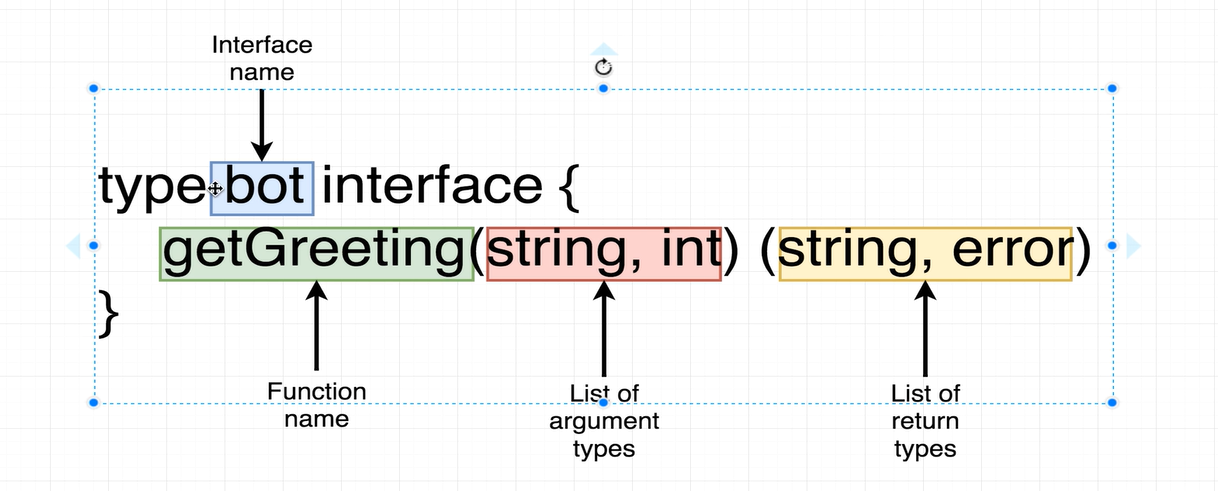 Interface
name
type bot interface {
getGreeting(string, int) (string, error)
}
Function
name
List of
argument
types
List of
return
types